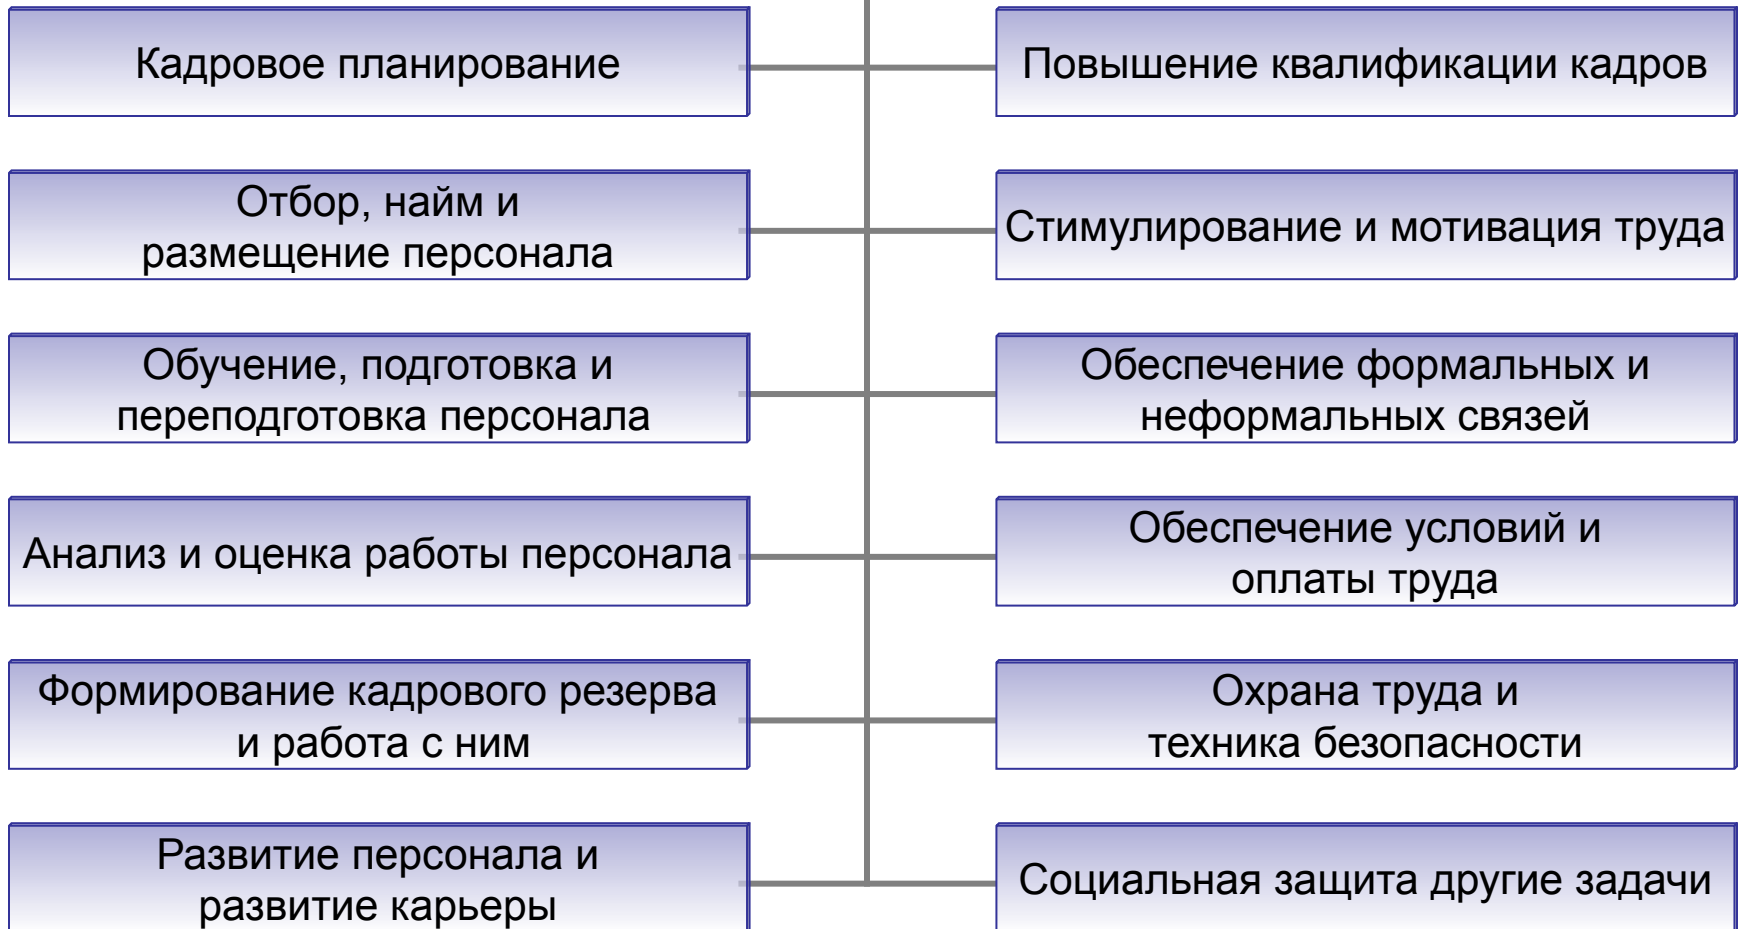 Кадровое планирование
Повышение квалификации кадров
Отбор, найм и
размещение персонала
Стимулирование и мотивация труда
Обучение, подготовка и
переподготовка персонала
Обеспечение формальных и
неформальных связей
Анализ и оценка работы персонала
Обеспечение условий и
оплаты труда
Формирование кадрового резерва
и работа с ним
Охрана труда и
техника безопасности
Развитие персонала и
развитие карьеры
Социальная защита другие задачи